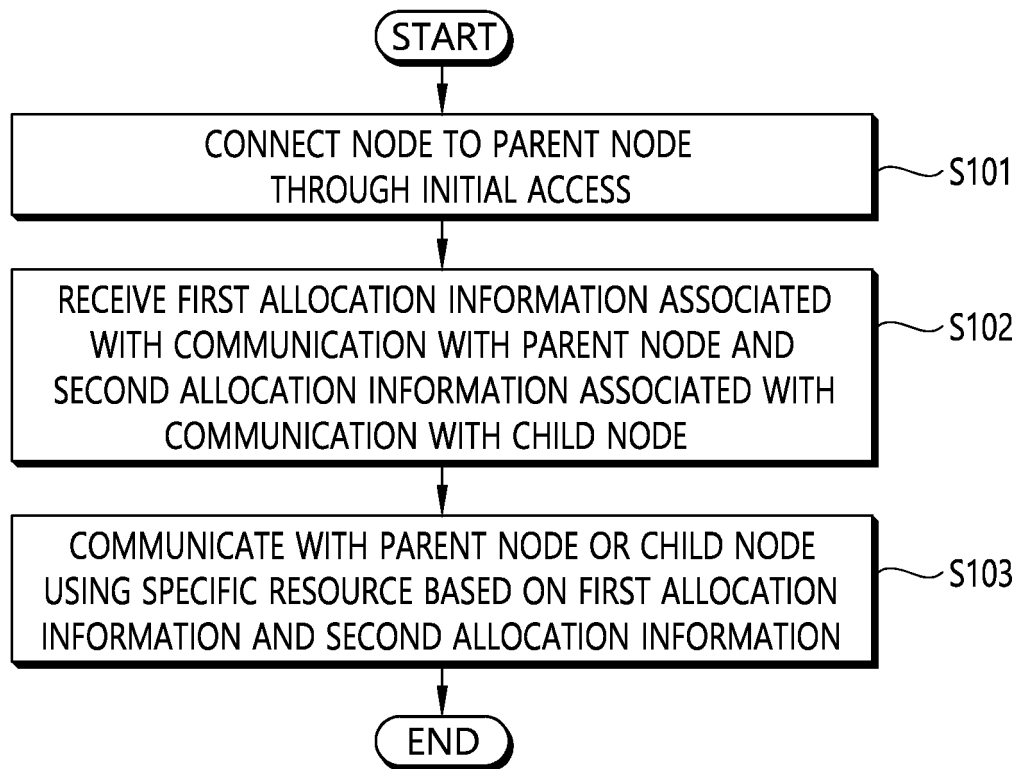 START
CONNECT NODE TO PARENT NODE
THROUGH INITIAL ACCESS
S101
RECEIVE FIRST ALLOCATION INFORMATION ASSOCIATED
WITH COMMUNICATION WITH PARENT NODE AND
SECOND ALLOCATION INFORMATION ASSOCIATED WITH
COMMUNICATION WITH CHILD NODE
S102
COMMUNICATE WITH PARENT NODE OR CHILD NODE
USING SPECIFIC RESOURCE BASED ON FIRST ALLOCATION
INFORMATION AND SECOND ALLOCATION INFORMATION
S103
END